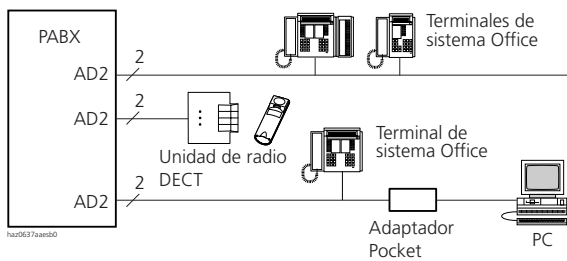 PABX
Terminales de
sistema Office
AD2
2
AD2
2
Unidad de radio
DECT
Terminal de
sistema Office
AD2
2
Adaptador
Pocket
PC
haz0637aaesb0